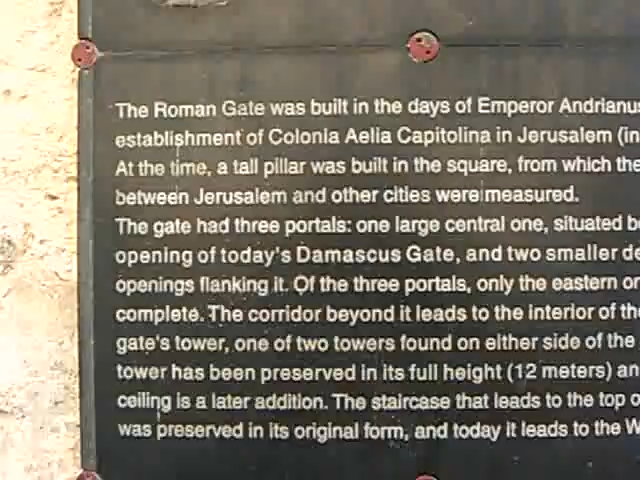 The Roman Gate was built in the days of Emperor Andrianus
establishment of Colonia Aelia Capitolina in Jerusalem (in
At the time, a tall pillar was built in the square, from which the
between Jerusalem and other cities were measured.
The gate had three portals: one large central one, situated be
opening of today's Damascus Gate, and two smaller de
openings flanking it. Of the three portals, only the eastern on
complete. The corridor beyond it leads to the interior of the
gate's tower, one of two towers found on either side of the
tower has been preserved in its full height (12 meters) an
ceiling is a later addition. The staircase that leads to the top o
was preserved in its original form, and today it leads to the W